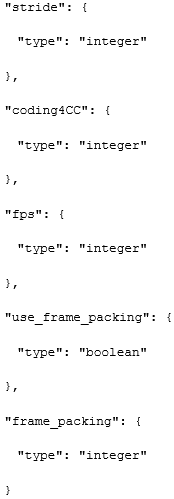 "stride": {
"type": "integer"
},
"coding4CC": {
"type": "integer"
},
"fps": {
"type": "integer"
},
"use_frame_packing": {
"type": "boolean"
},
"frame_packing": {
"type": "integer"
}